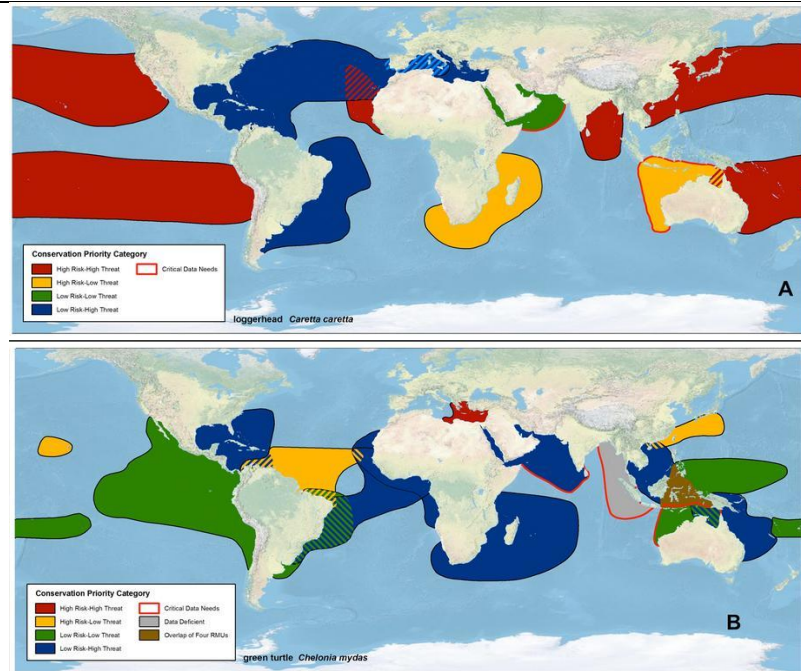 Conservation Priority Category
High Risk-High Threat
Critical Data Needs
High Risk-Low Threat
Low Risk-Low Threat
Low Risk-High Threat
A
loggerhead Caretta caretta
Conservation Priority Category
High Risk-High Threat
Critical Data Needs
High Risk-Low Threat
Data Deficient
Low Risk-Low Threat
Overlap of Four RMUs
Low Risk-High Threat
B
green turtle Chelonia mydas